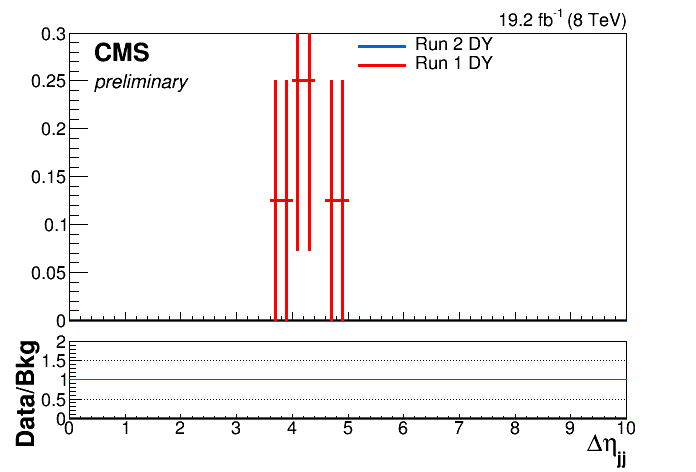 19.2 fb⁻¹ (8 TeV)
CMS
preliminary
Run 2 DY
Run 1 DY
0.3
0.25
0.2
0.15
0.1
0.05
0
Data/Bkg
2
1.5
1
0.5
0
0 1 2 3 4 5 6 7 8 9 10
Δη_jj